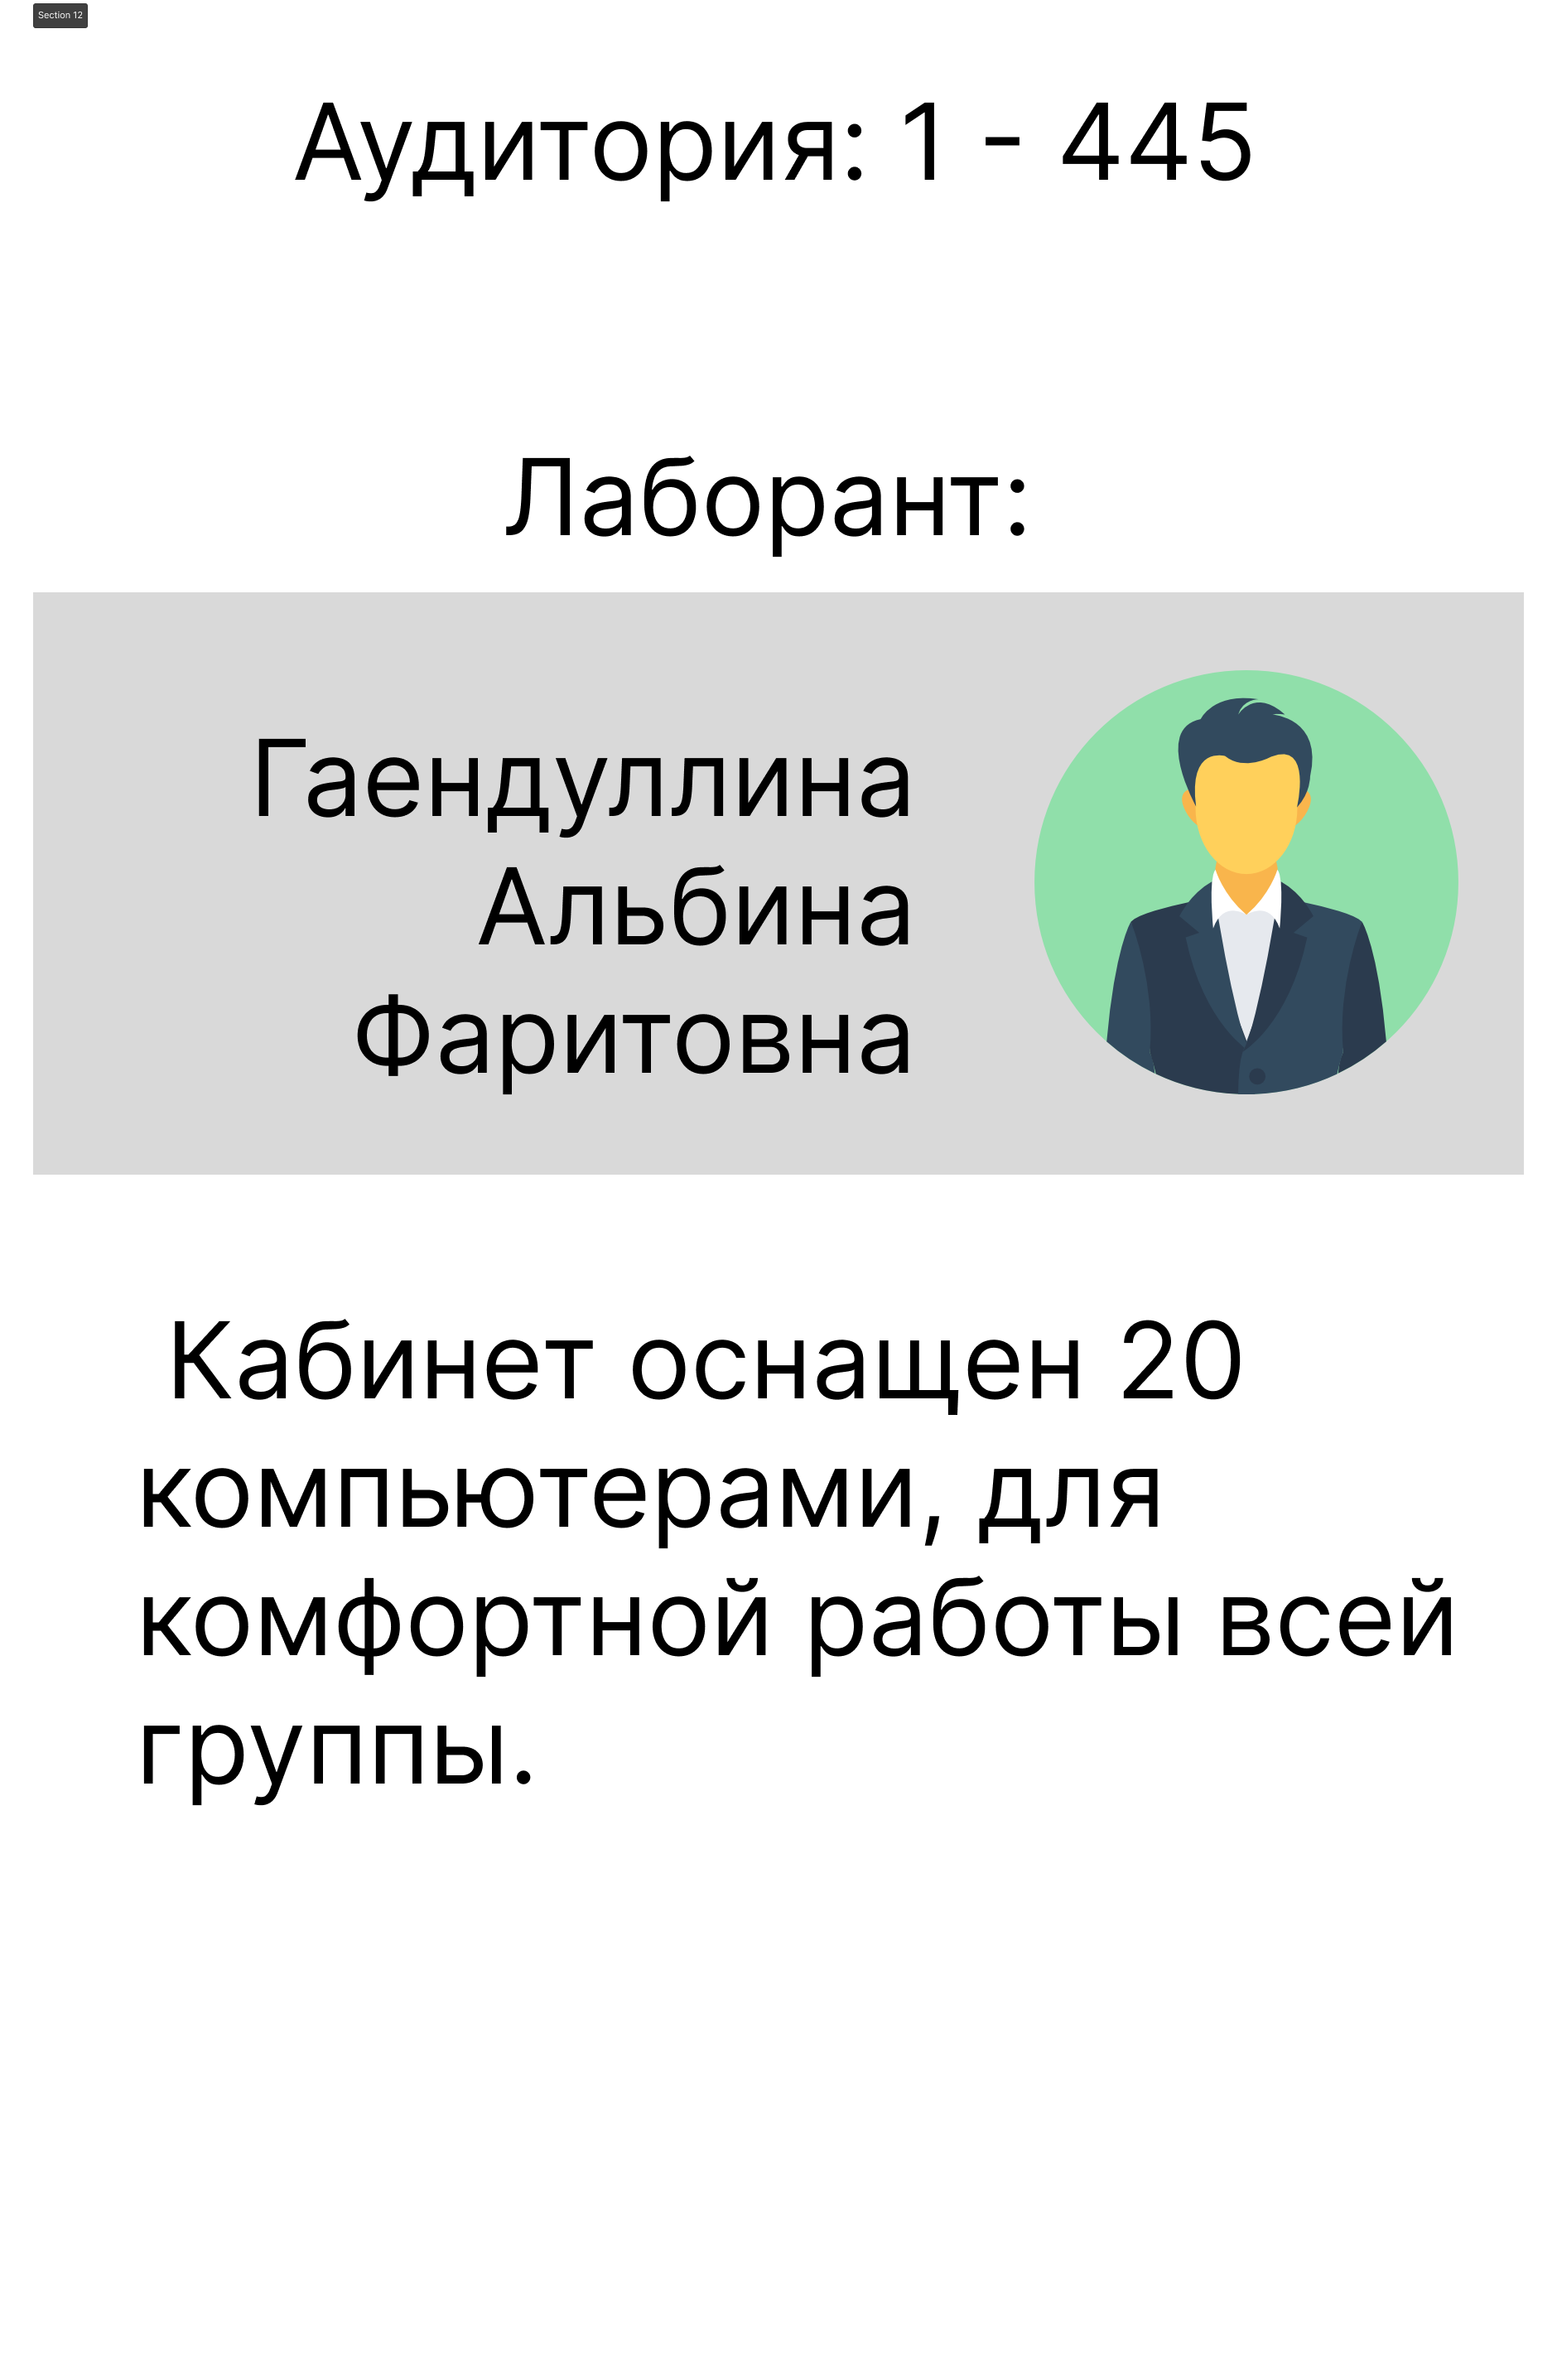 Section 12
Аудитория: 1 - 445
Лаборант:
Гаендуллина
Альбина
Фаритовна
Кабинет оснащен 20
компьютерами, для
комфортной работы всей
группы.